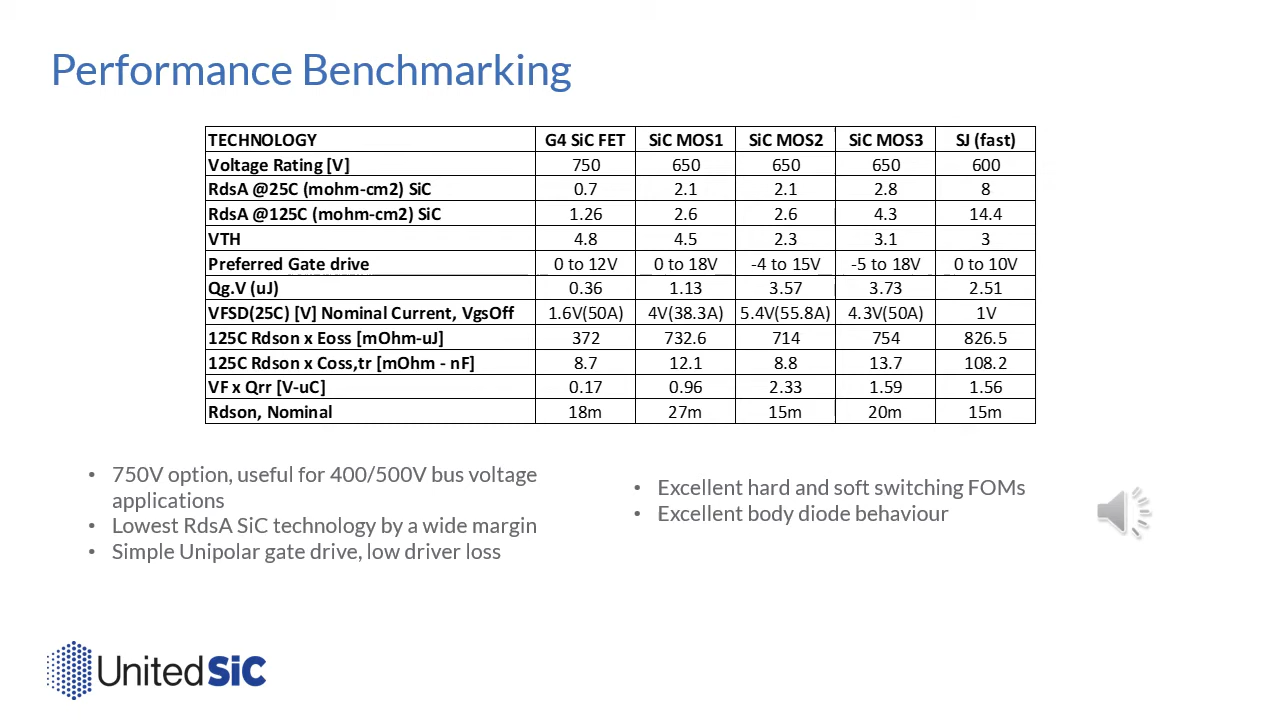 Performance Benchmarking
TECHNOLOGY G4 SiC FET SiC MOS1 SiC MOS2 SiC MOS3 SJ (fast)
Voltage Rating [V] 750 650 650 650 600
RdsA @25C (mohm-cm2) SiC 0.7 2.1 2.1 2.8 8
RdsA @125C (mohm-cm2) SiC 1.26 2.6 2.6 4.3 14.4
VTH 4.8 4.5 2.3 3.1 3
Preferred Gate drive 0 to 12V 0 to 18V -4 to 15V -5 to 18V 0 to 10V
Qg.V (uJ) 0.36 1.13 3.57 3.73 2.51
VFSD(25C) [V] Nominal Current, VgsOff 1.6V(50A) 4V(38.3A) 5.4V(55.8A) 4.3V(50A) 1V
125C Rdson x Eoss [mOhm-uJ] 372 732.6 714 754 826.5
125C Rdson x Coss,tr [mOhm - nF] 8.7 12.1 8.8 13.7 108.2
VF x Qrr [V-uC] 0.17 0.96 2.33 1.59 1.56
Rdson, Nominal 18m 27m 15m 20m 15m
• 750V option, useful for 400/500V bus voltage
applications
• Lowest RdsA SiC technology by a wide margin
• Simple Unipolar gate drive, low driver loss
• Excellent hard and soft switching FOMs
• Excellent body diode behaviour
UnitedSiC